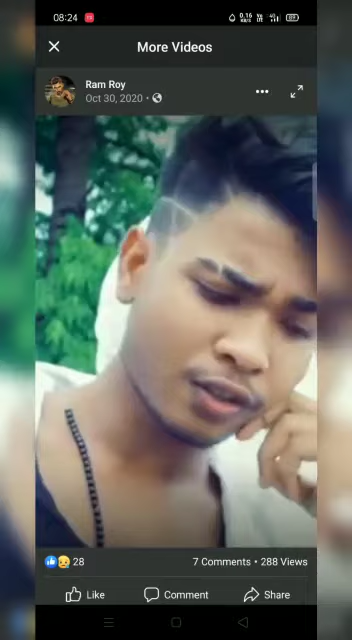 08:24
More Videos
Ram Roy
Oct 30, 2020 •
28
7 Comments • 288 Views
Like
Comment
Share